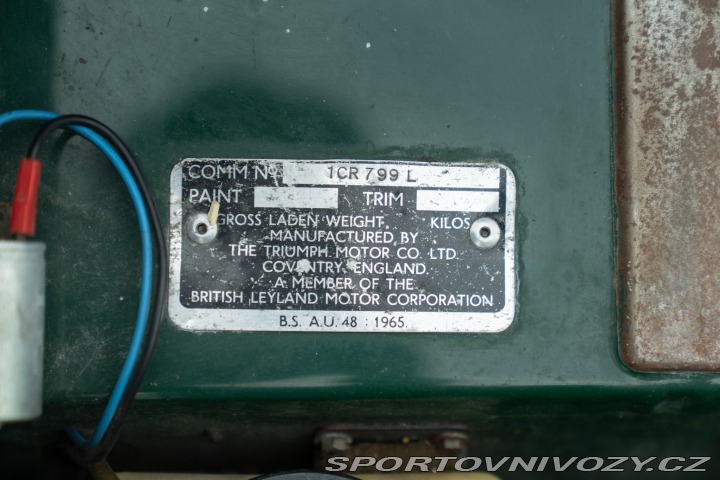 COMM No. 1CR 799 L
PAINT TRIM
GROSS LADEN WEIGHT KILOS
MANUFACTURED BY
THE TRIUMPH MOTOR CO. LTD.
COVENTRY, ENGLAND.
A MEMBER OF THE
BRITISH LEYLAND MOTOR CORPORATION
B.S. A.U. 48 : 1965.
SPORTOVNIVOZY.CZ